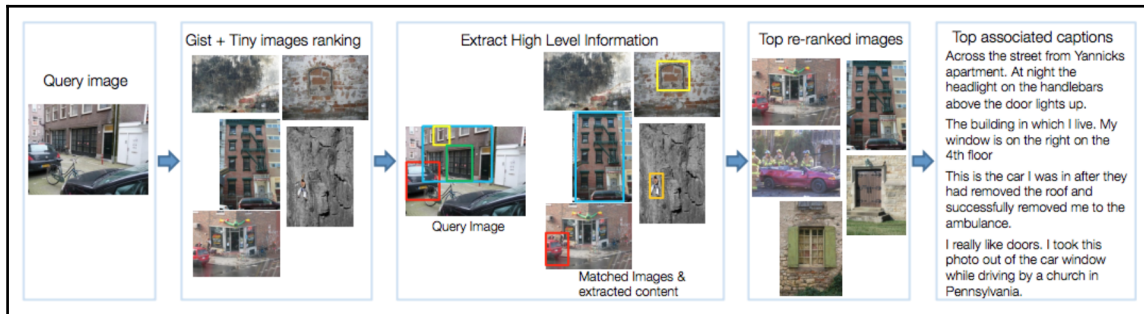 Query image
Gist + Tiny images ranking
Extract High Level Information
Query Image
Matched Images &
extracted content
Top re-ranked images
Top associated captions
Across the street from Yannicks
apartment. At night the
headlight on the handlebars
above the door lights up.
The building in which I live. My
window is on the right on the
4th floor
This is the car I was in after they
had removed the roof and
successfully removed me to the
ambulance.
I really like doors. I took this
photo out of the car window
while driving by a church in
Pennsylvania.